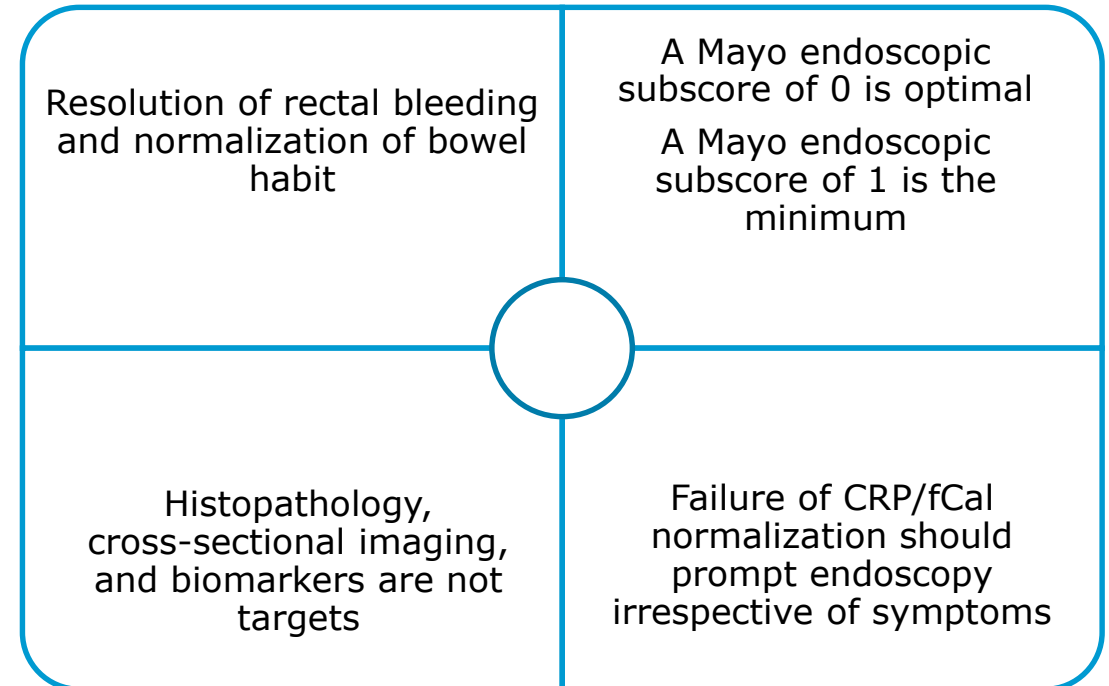 Resolution of rectal bleeding
and normalization of bowel
habit
A Mayo endoscopic
subscore of 0 is optimal
A Mayo endoscopic
subscore of 1 is the
minimum
Histopathology,
cross-sectional imaging,
and biomarkers are not
targets
Failure of CRP/fCal
normalization should
prompt endoscopy
irrespective of symptoms